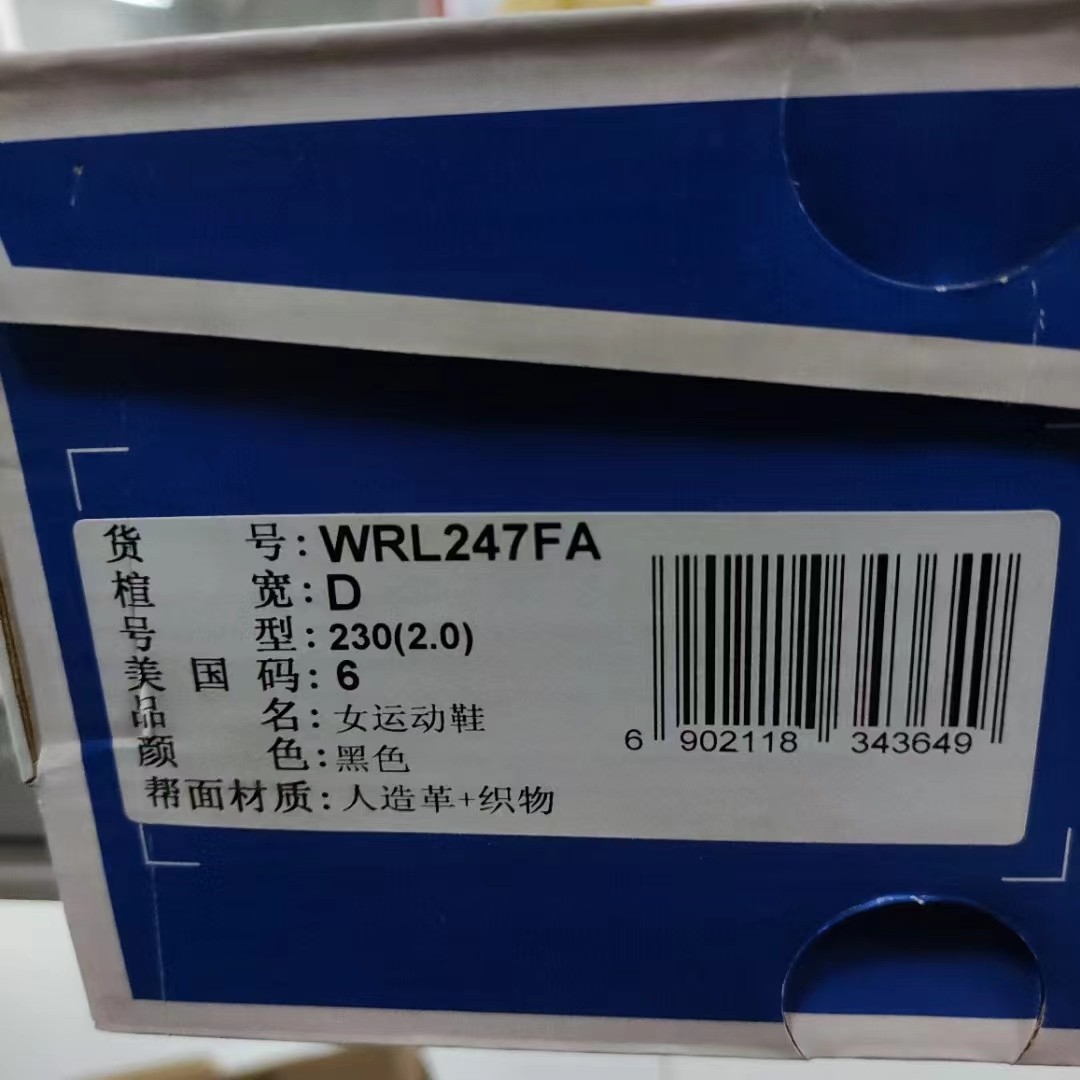 货 号:WRL247FA
楦 宽:D
号 型:230(2.0)
美 国 码:6
品 名:女运动鞋
颜 色:黑色
帮面材质:人造革+织物
6 902118 343649